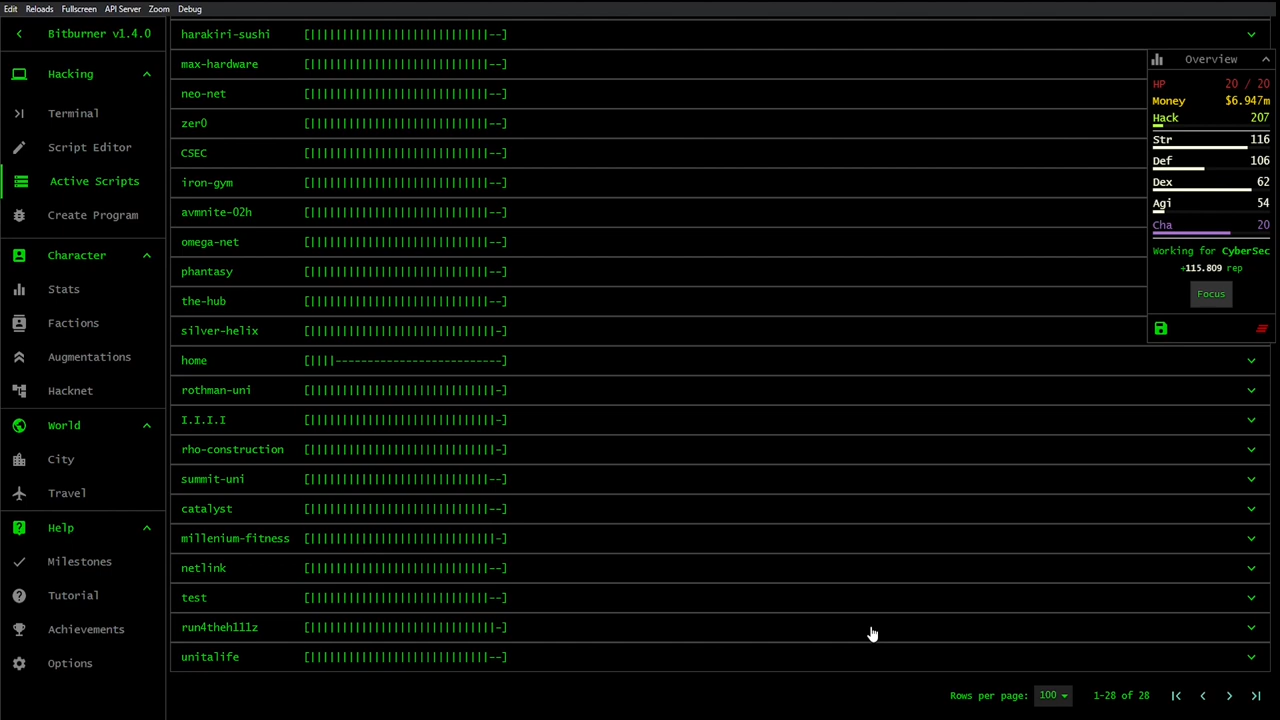 Edit Reloads Fullscreen API Server Zoom Debug
Bitburner v1.4.0
Hacking
Terminal
Script Editor
Active Scripts
Create Program
Character
Stats
Factions
Augmentations
Hacknet
World
City
Travel
Help
Milestones
Tutorial
Achievements
Options
harakiri-sushi [||||||||||||||||||||||||||||--]
max-hardware [||||||||||||||||||||||||||||--]
neo-net [||||||||||||||||||||||||||||--]
zer0 [||||||||||||||||||||||||||||--]
CSEC [||||||||||||||||||||||||||||--]
iron-gym [|||||||||||||||||||||||||||||-]
avmnite-02h [|||||||||||||||||||||||||||||-]
omega-net [|||||||||||||||||||||||||||||-]
phantasy [|||||||||||||||||||||||||||||-]
the-hub [|||||||||||||||||||||||||||||-]
silver-helix [|||||||||||||||||||||||||||||-]
home [||||--------------------------]
rothman-uni [|||||||||||||||||||||||||||||-]
I.I.I.I [|||||||||||||||||||||||||||||-]
rho-construction [|||||||||||||||||||||||||||||-]
summit-uni [||||||||||||||||||||||||||||--]
catalyst [||||||||||||||||||||||||||||--]
millenium-fitness [|||||||||||||||||||||||||||||-]
netlink [||||||||||||||||||||||||||||--]
test [||||||||||||||||||||||||||||--]
run4theh111z [|||||||||||||||||||||||||||||-]
unitalife [||||||||||||||||||||||||||||--]
Rows per page: 100 1-28 of 28
Overview
HP 20 / 20
Money $6.947m
Hack 207
Str 116
Def 106
Dex 62
Agi 54
Cha 20
Working for CyberSec
+115.809 rep
Focus